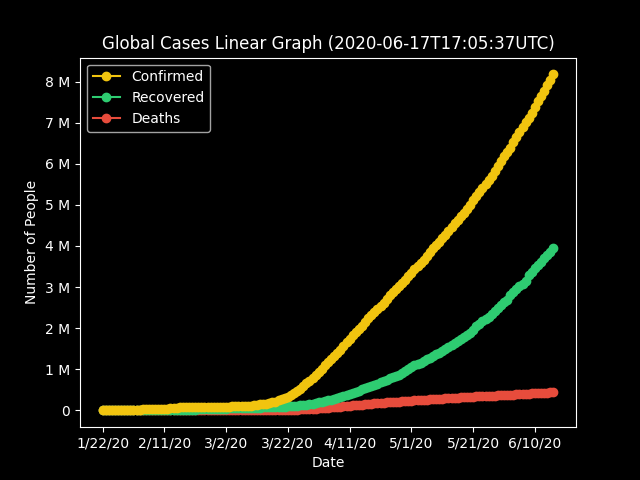 Global Cases Linear Graph (2020-06-17T17:05:37UTC)
Confirmed
Recovered
Deaths
8 M
7 M
6 M
5 M
4 M
3 M
2 M
1 M
0
Number of People
1/22/20 2/11/20 3/2/20 3/22/20 4/11/20 5/1/20 5/21/20 6/10/20
Date